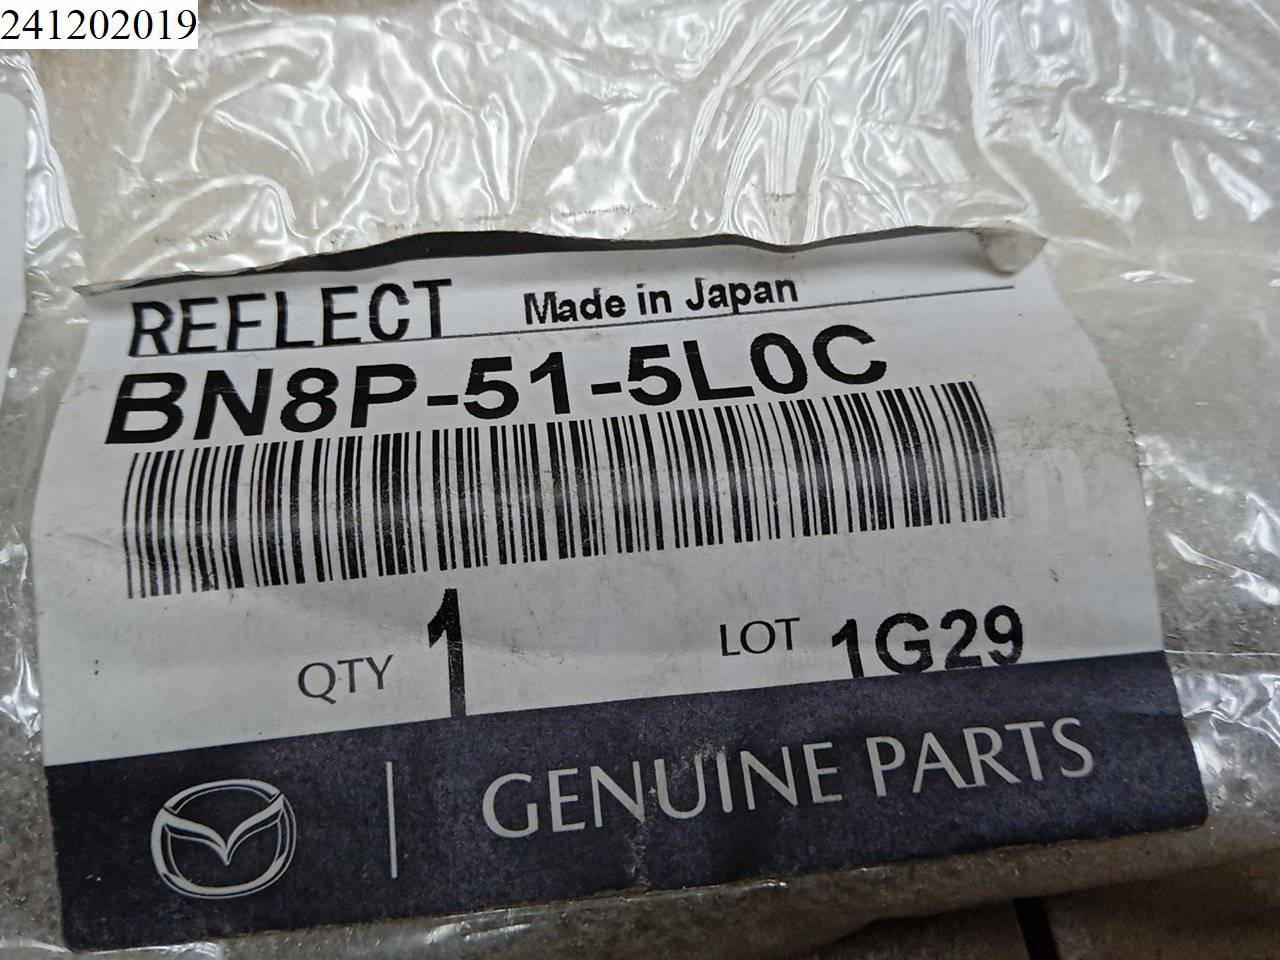 241202019
REFLECT Made in Japan
BN8P-51-5L0C
QTY 1 LOT 1G29
GENUINE PARTS